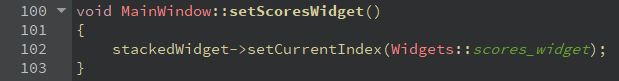 100 void MainWindow::setScoresWidget()
101 {
102 stackedWidget->setCurrentIndex(Widgets::scores_widget);
103 }